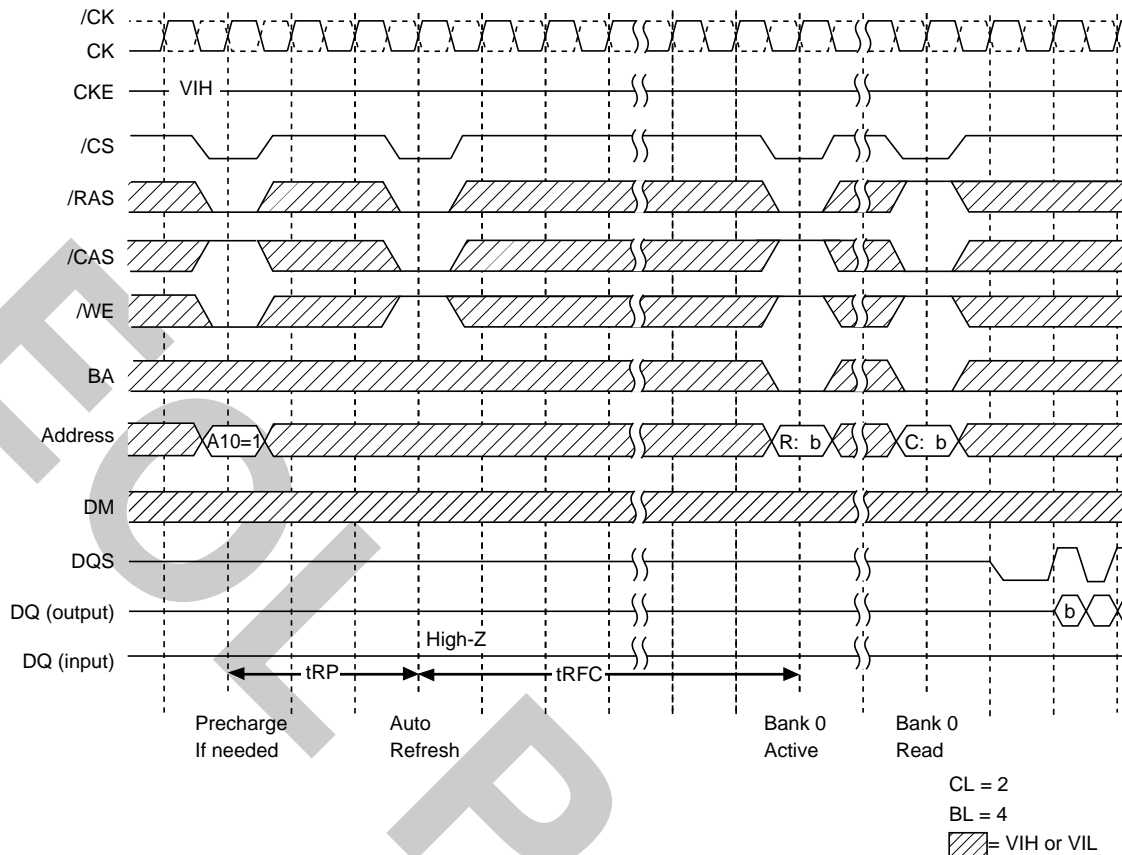 /CK
CK
CKE VIH
/CS
/RAS
/CAS
/WE
BA
Address A10=1 R: b C: b
DM
DQS
DQ (output) b
High-Z
DQ (input)
tRP tRFC
Precharge If needed
Auto Refresh
Bank 0 Active
Bank 0 Read
CL = 2
BL = 4
= VIH or VIL
EOL P